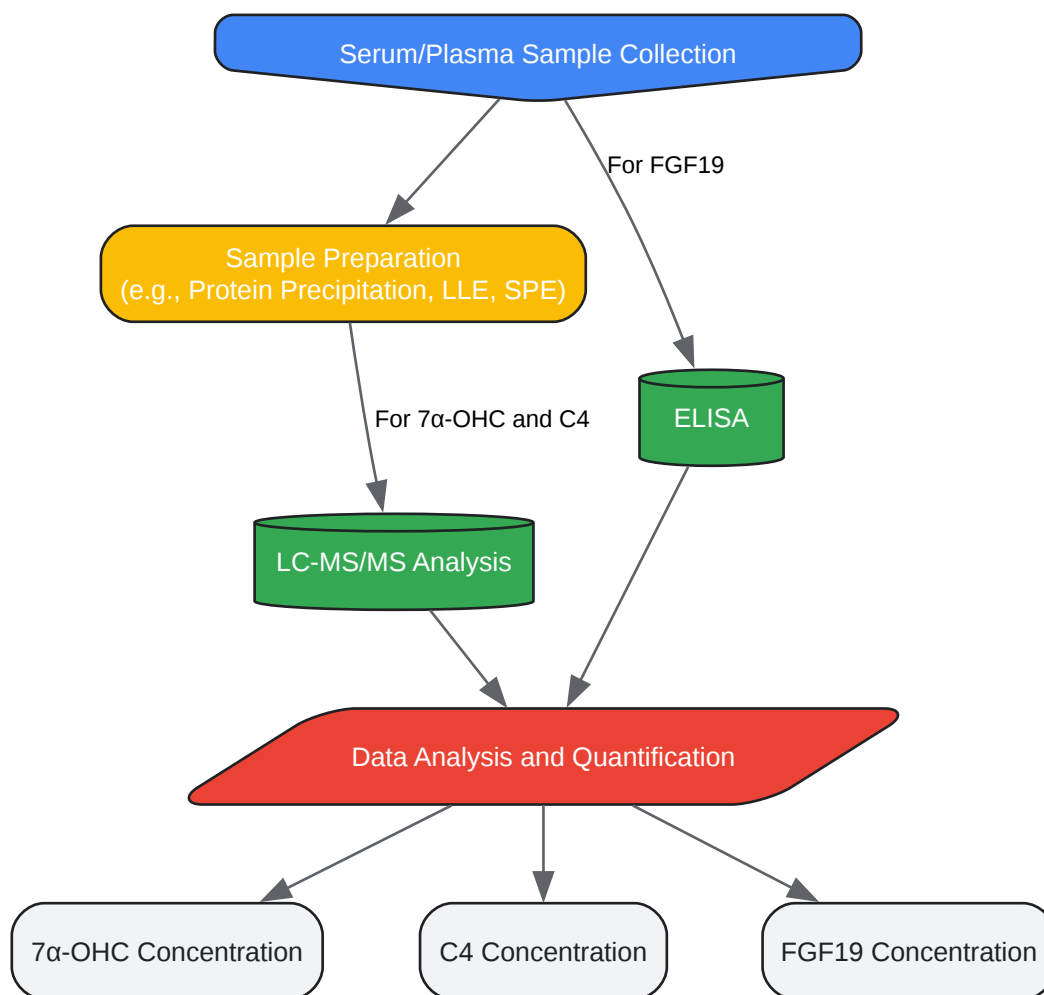 Serum/Plasma Sample Collection
For FGF19
Sample Preparation
(e.g., Protein Precipitation, LLE, SPE)
For 7α-OHC and C4
ELISA
LC-MS/MS Analysis
Data Analysis and Quantification
7α-OHC Concentration
C4 Concentration
FGF19 Concentration